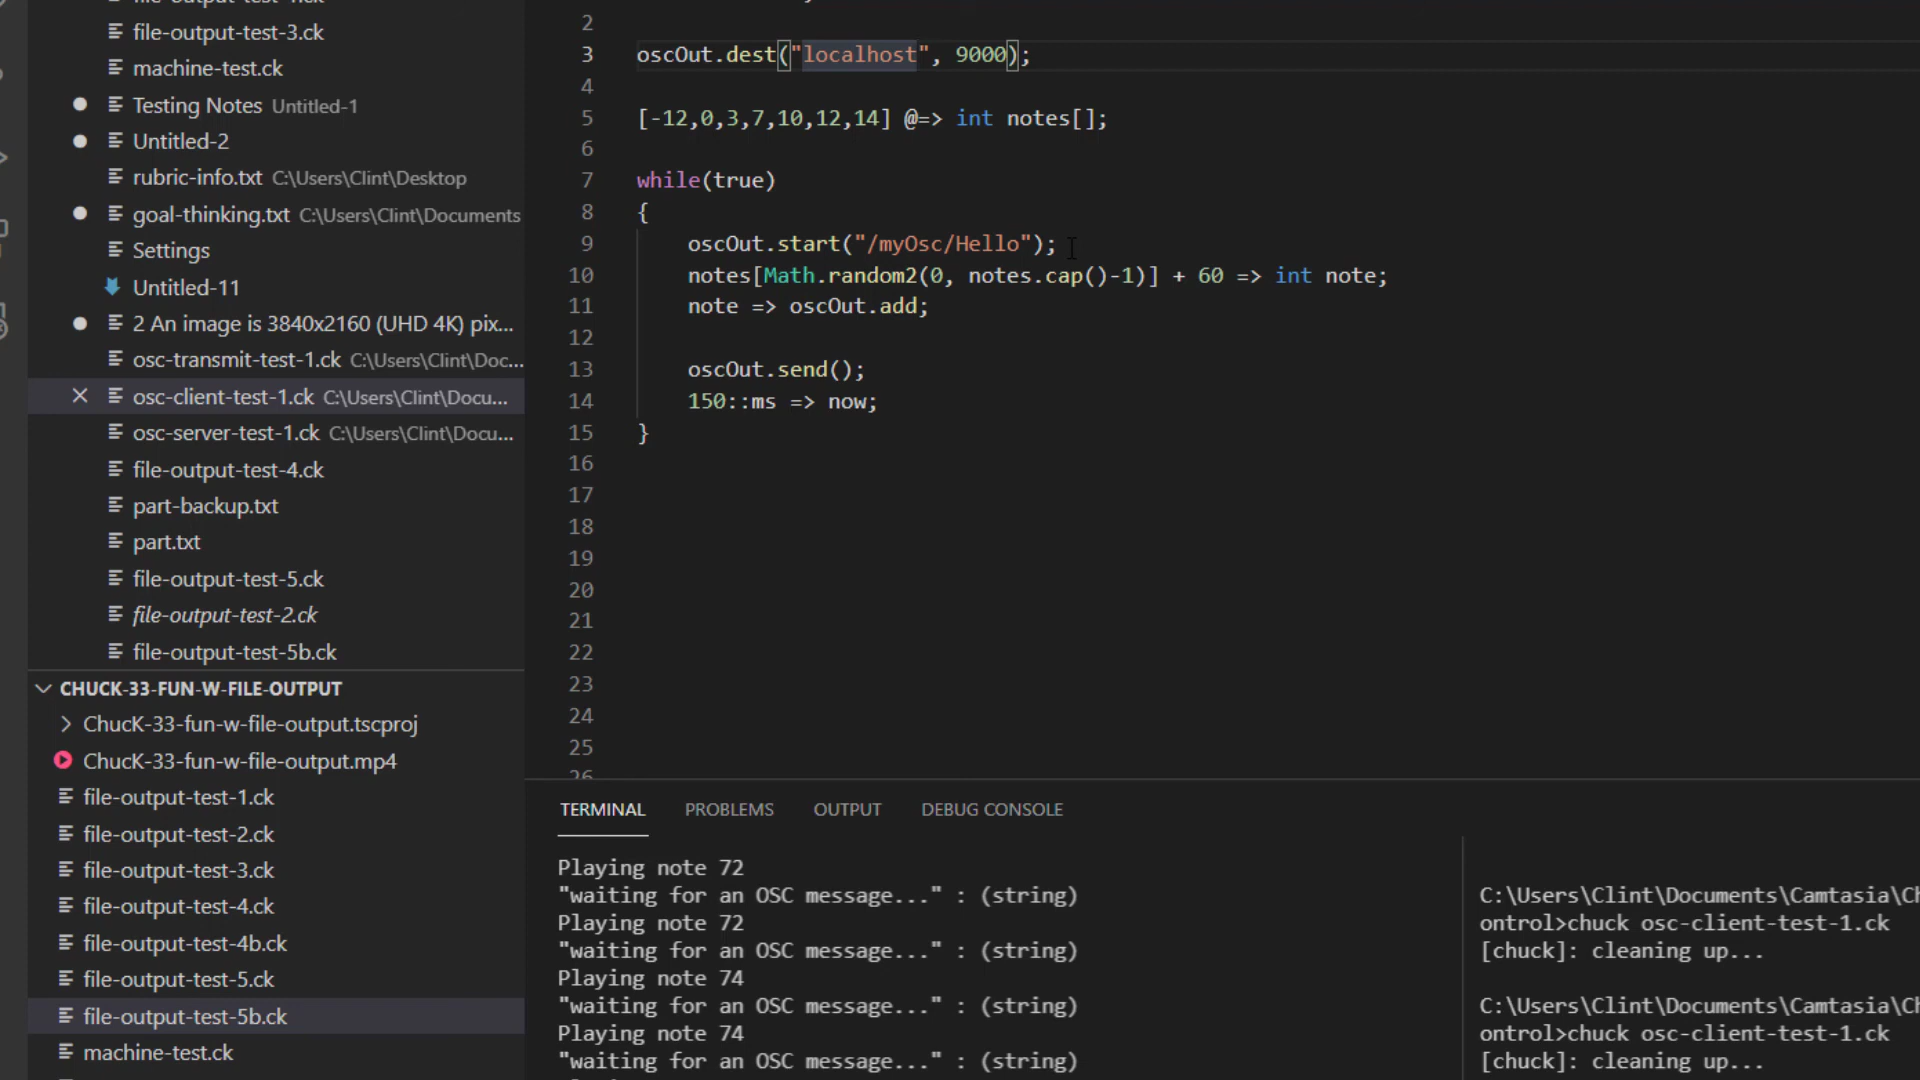 file-output-test-3.ck
machine-test.ck
Testing Notes Untitled-1
Untitled-2
rubric-info.txt C:\Users\Clint\Desktop
goal-thinking.txt C:\Users\Clint\Documents
Settings
Untitled-11
2 An image is 3840x2160 (UHD 4K) pix...
osc-transmit-test-1.ck C:\Users\Clint\Doc...
osc-client-test-1.ck C:\Users\Clint\Docu...
osc-server-test-1.ck C:\Users\Clint\Docu...
file-output-test-4.ck
part-backup.txt
part.txt
file-output-test-5.ck
file-output-test-2.ck
file-output-test-5b.ck
CHUCK-33-FUN-W-FILE-OUTPUT
ChucK-33-fun-w-file-output.tscproj
ChucK-33-fun-w-file-output.mp4
file-output-test-1.ck
file-output-test-2.ck
file-output-test-3.ck
file-output-test-4.ck
file-output-test-4b.ck
file-output-test-5.ck
file-output-test-5b.ck
machine-test.ck
2
3 oscOut.dest("localhost", 9000);
4
5 [-12,0,3,7,10,12,14] @=> int notes[];
6
7 while(true)
8 {
9 oscOut.start("/myOsc/Hello");
10 notes[Math.random2(0, notes.cap()-1)] + 60 => int note;
11 note => oscOut.add;
12
13 oscOut.send();
14 150::ms => now;
15 }
16
17
18
19
20
21
22
23
24
25
26
TERMINAL PROBLEMS OUTPUT DEBUG CONSOLE
Playing note 72
"waiting for an OSC message..." : (string)
Playing note 72
"waiting for an OSC message..." : (string)
Playing note 74
"waiting for an OSC message..." : (string)
Playing note 74
"waiting for an OSC message..." : (string)
C:\Users\Clint\Documents\Camtasia\Ch
ontrol>chuck osc-client-test-1.ck
[chuck]: cleaning up...
C:\Users\Clint\Documents\Camtasia\Ch
ontrol>chuck osc-client-test-1.ck
[chuck]: cleaning up...